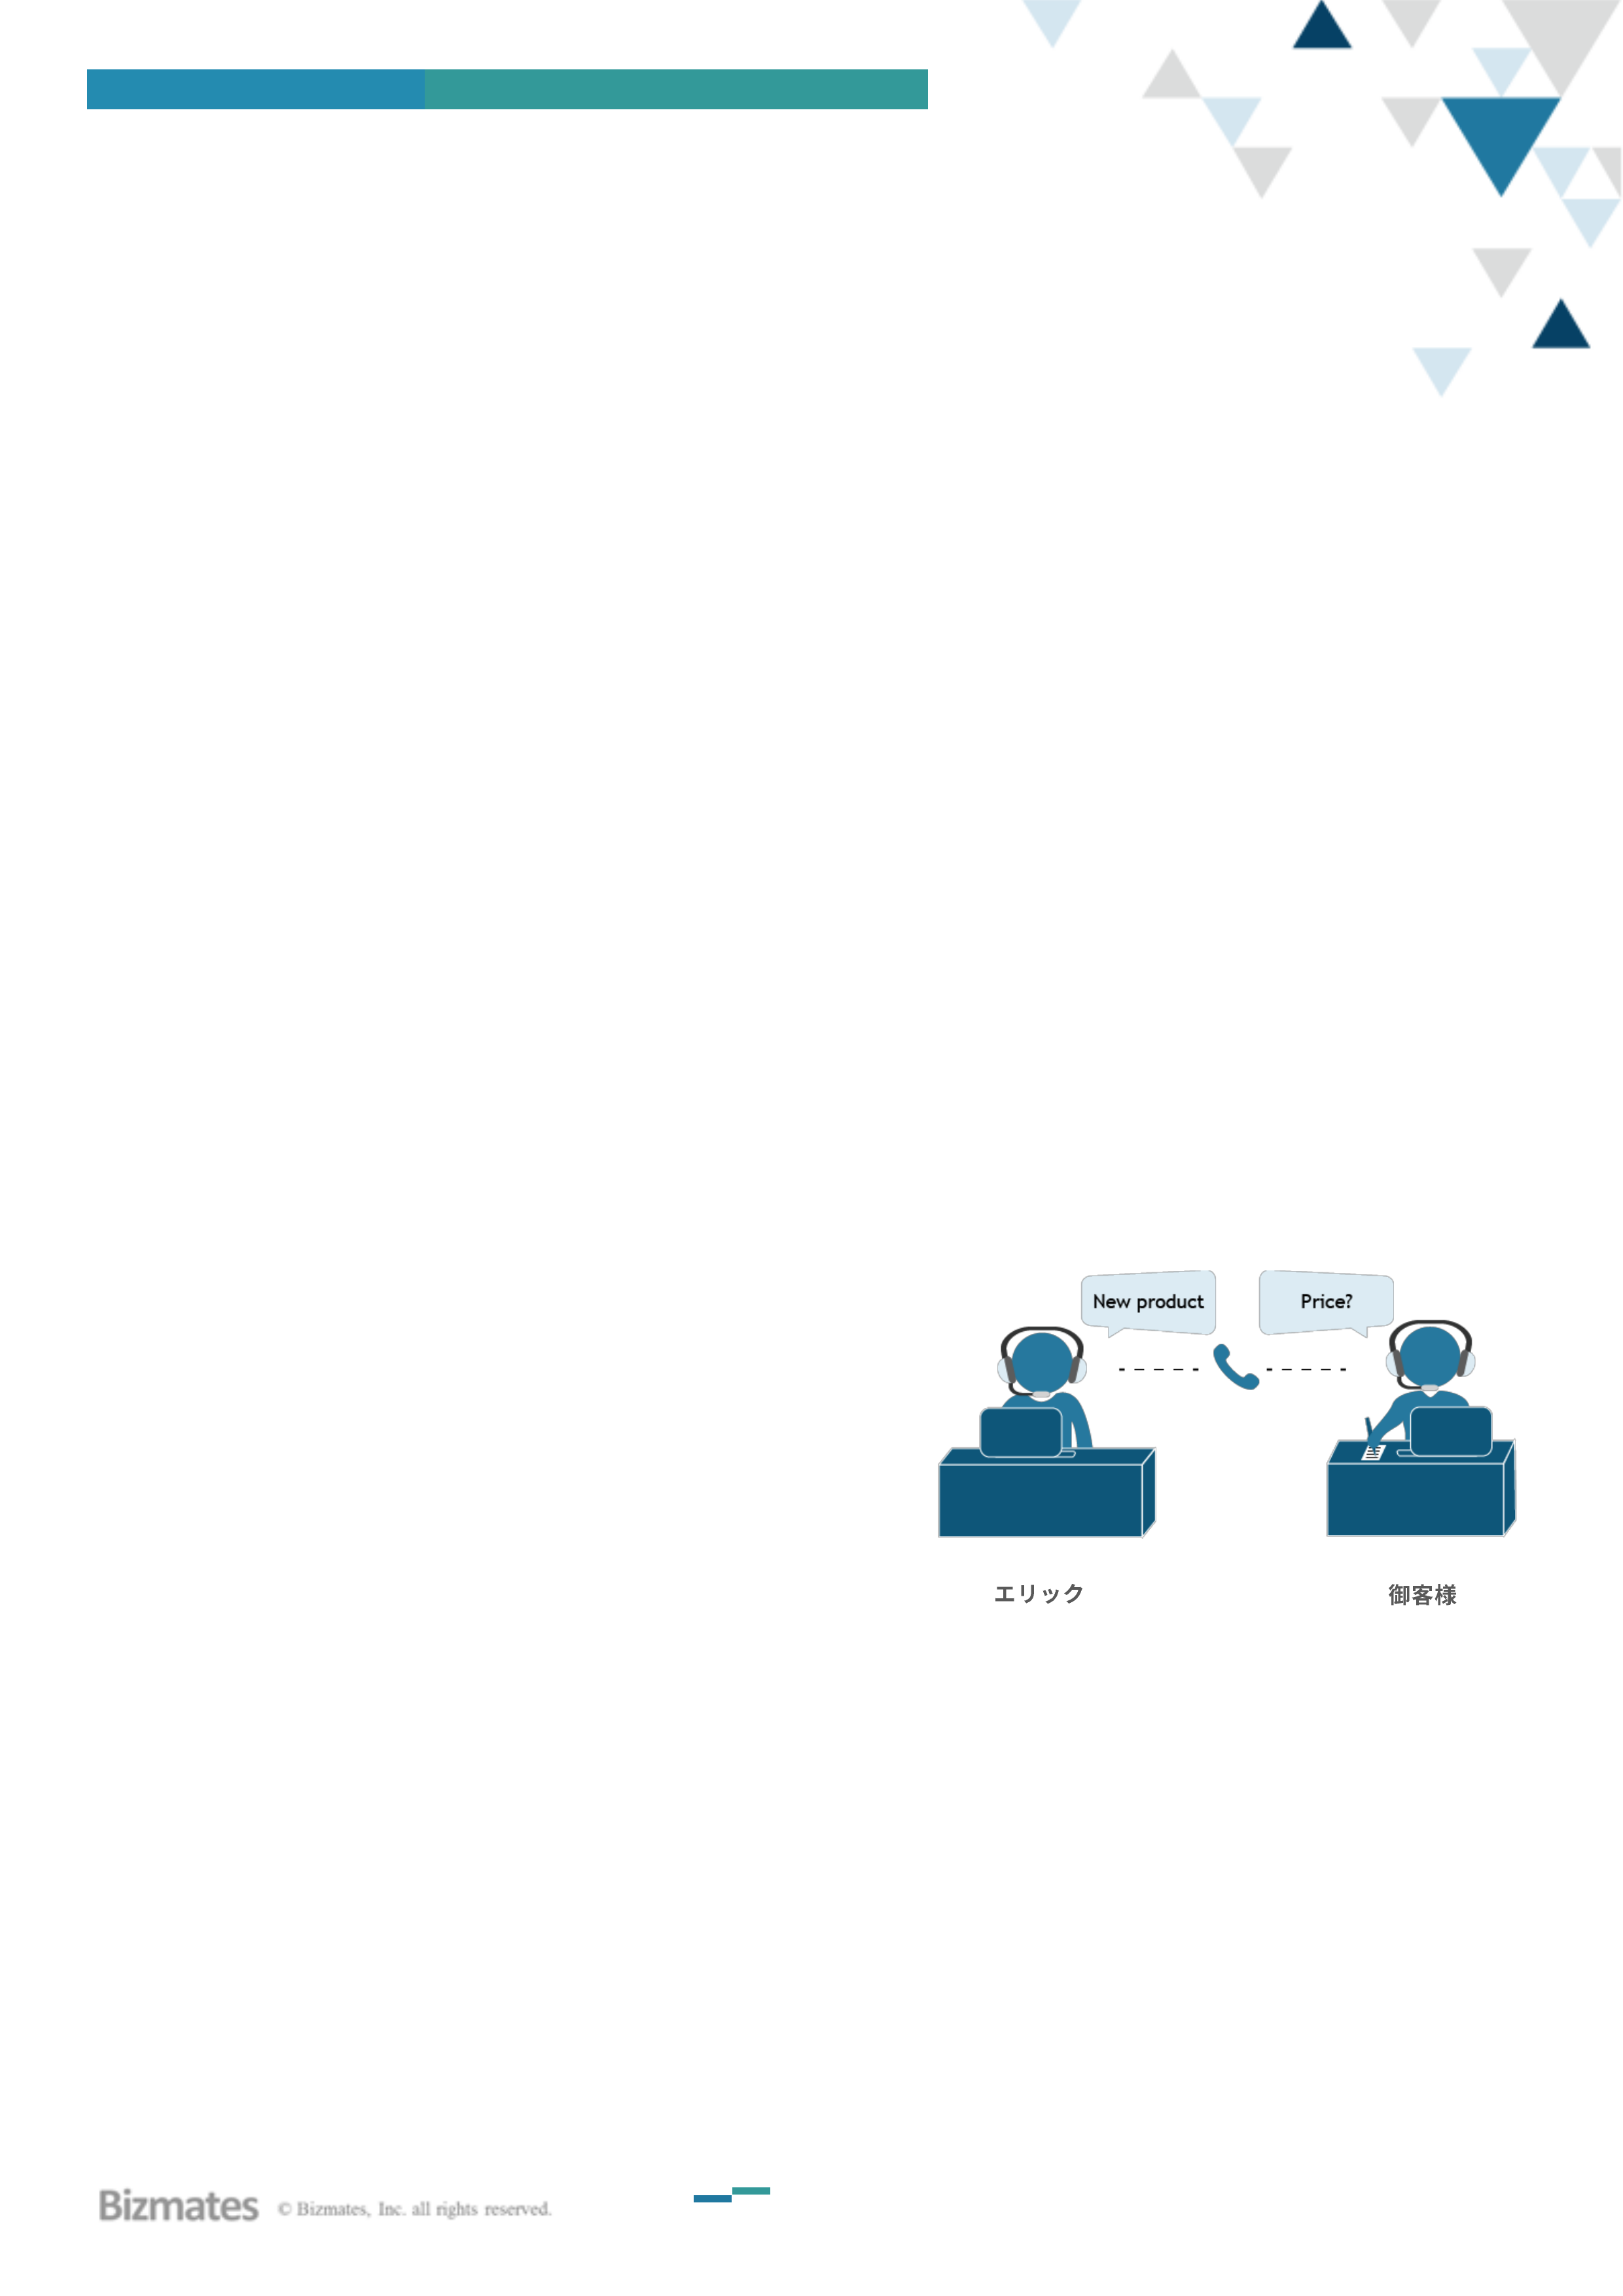 New product
Price?
エリック
御客様
Bizmates
© Bizmates, Inc. all rights reserved.